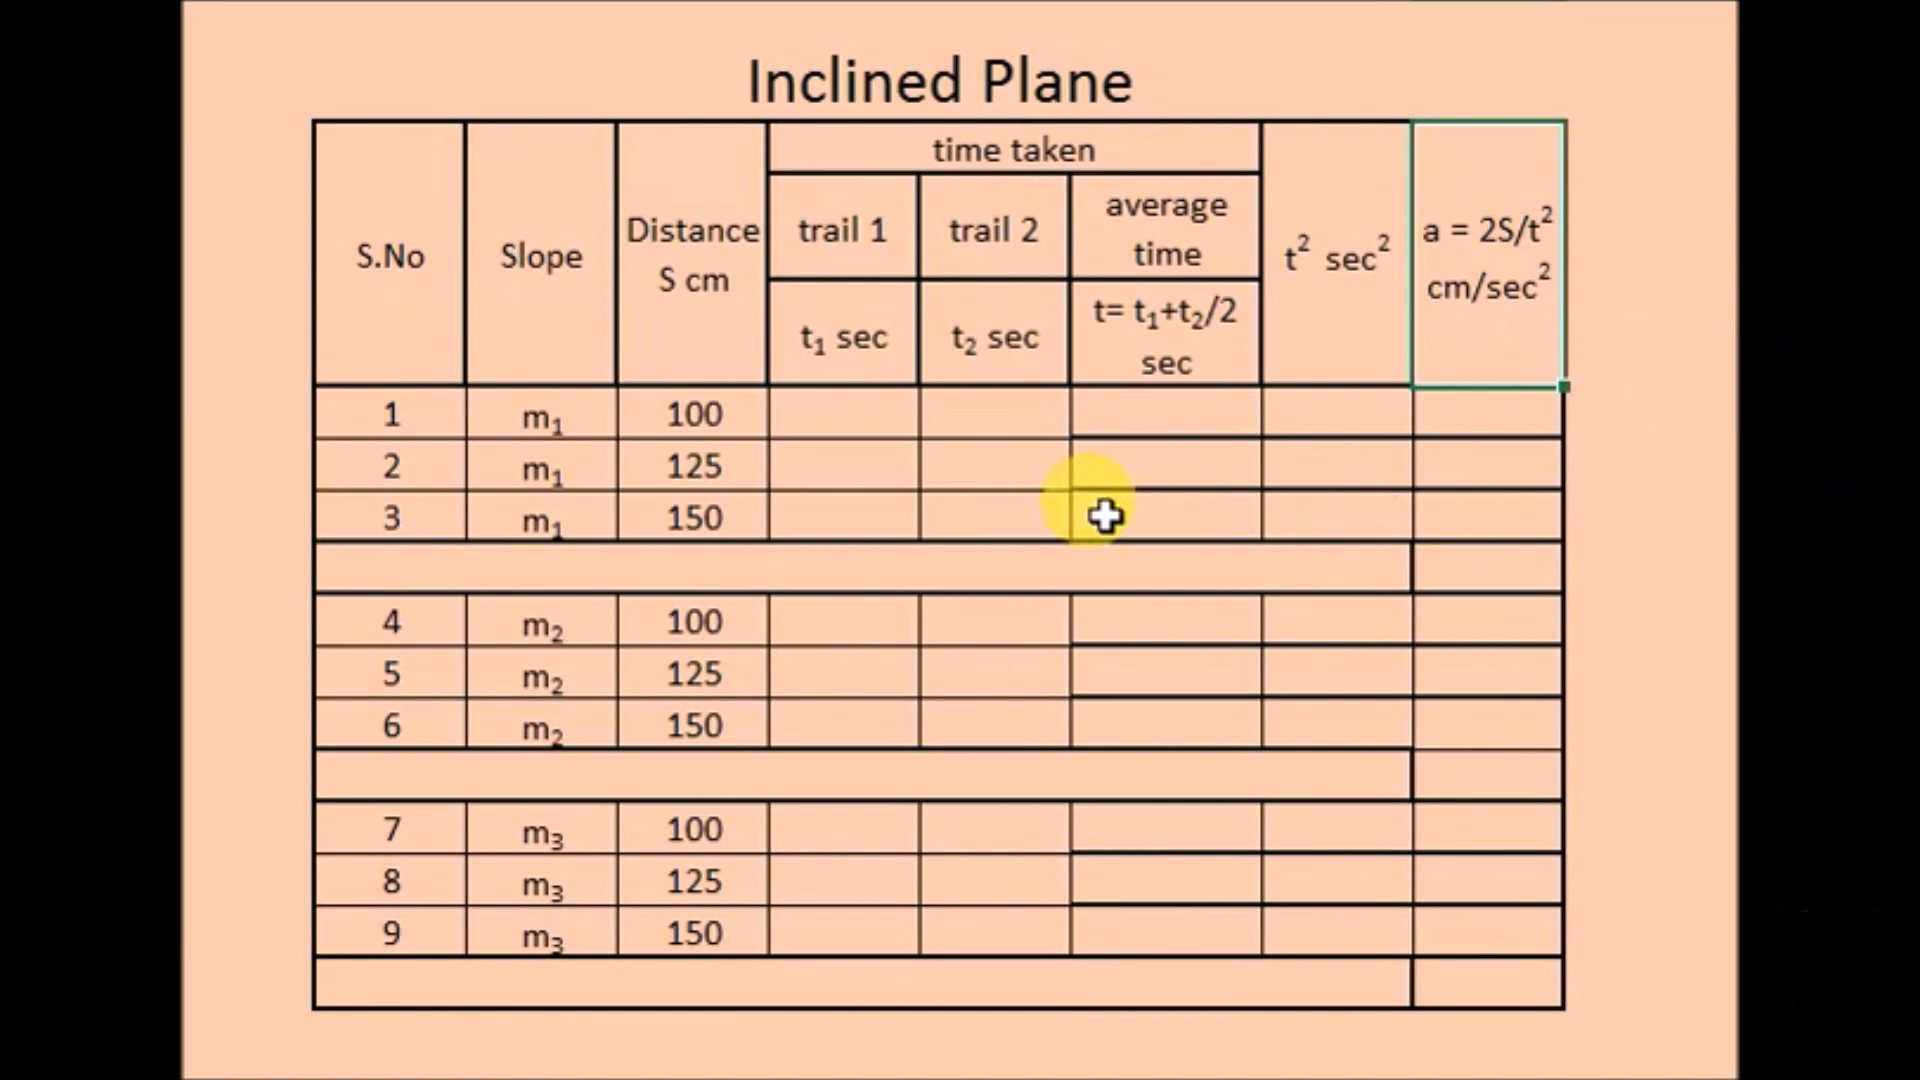 Inclined Plane
S.No
Slope
Distance
S cm
time taken
trail 1
trail 2
average
time
t₁ sec
t₂ sec
t= t₁+t₂/2
sec
t² sec²
a = 2S/t²
cm/sec²
1 m₁ 100
2 m₁ 125
3 m₁ 150
4 m₂ 100
5 m₂ 125
6 m₂ 150
7 m₃ 100
8 m₃ 125
9 m₃ 150